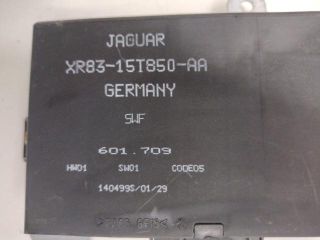 JAGUAR
XR83-15T850-AA
GERMANY
SWF
601.709
HW01 SW01 CODE05
140499S/01/29